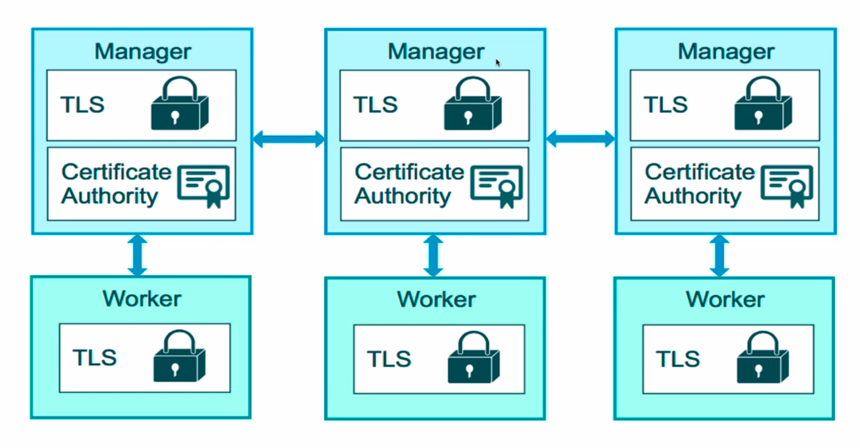 Manager
TLS
Certificate
Authority
Manager
TLS
Certificate
Authority
Manager
TLS
Certificate
Authority
Worker
TLS
Worker
TLS
Worker
TLS